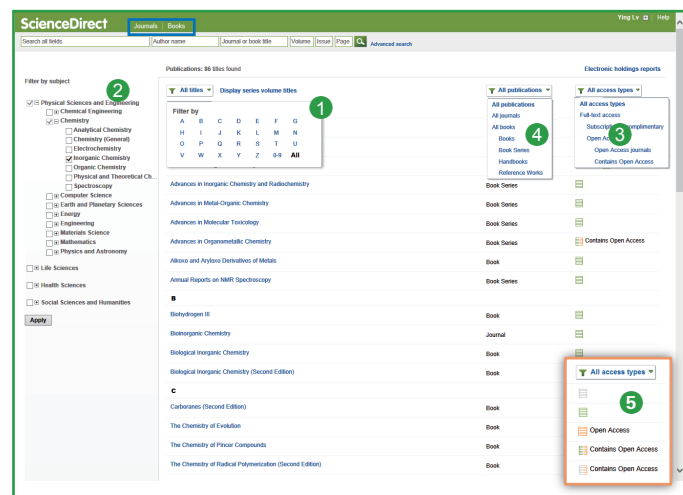 ScienceDirect
Journals | Books
Ying Lv | Help
Search all fields
Author name
Journal or book title
Volume
Issue
Page
Advanced search
Publications: 86 titles found
Electronic holdings reports
Filter by subject
2
Physical Sciences and Engineering
Chemical Engineering
Chemistry
Analytical Chemistry
Chemistry (General)
Electrochemistry
Inorganic Chemistry
Organic Chemistry
Physical and Theoretical Ch...
Spectroscopy
Computer Science
Earth and Planetary Sciences
Energy
Engineering
Materials Science
Mathematics
Physics and Astronomy
Life Sciences
Health Sciences
Social Sciences and Humanities
Apply
All titles
Display series volume titles
1
Filter by
A B C D E F G
H I J K L M N
O P Q R S T U
V W X Y Z 0-9 All
All publications
All publications
All journals
All books
Books
Book Series
Handbooks
Reference Works
4
All access types
All access types
Full-text access
Subscribed complimentary
Open Access
Open Access journals
Contains Open Access
3
Advances in Inorganic Chemistry and Radiochemistry Book Series
Advances in Metal-Organic Chemistry Book Series
Advances in Molecular Toxicology Book Series
Advances in Organometallic Chemistry Book Series Contains Open Access
Alkoxo and Aryloxo Derivatives of Metals Book
Annual Reports on NMR Spectroscopy Book Series
B
Biohydrogen III Book
Bioinorganic Chemistry Journal
Biological Inorganic Chemistry Book
Biological Inorganic Chemistry (Second Edition) Book
C
Carboranes (Second Edition) Book
The Chemistry of Evolution Book
The Chemistry of Pincer Compounds Book
The Chemistry of Radical Polymerization (Second Edition) Book
All access types
5
Open Access
Contains Open Access
Contains Open Access